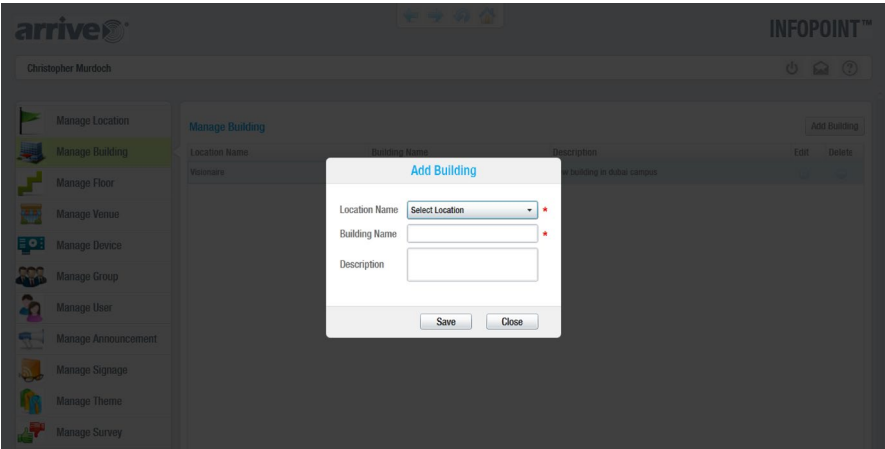 arrive
INFOPOINT™
Christopher Murdoch
Manage Location
Manage Building
Manage Floor
Manage Venue
Manage Device
Manage Group
Manage User
Manage Announcement
Manage Signage
Manage Theme
Manage Survey
Manage Building
Add Building
Location Name Building Name Description Edit Delete
Visionaire building in dubai campus
Add Building
Location Name Select Location *
Building Name *
Description
Save Close